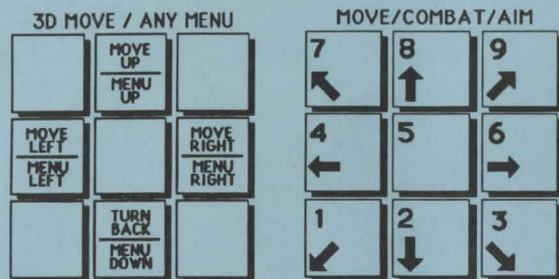 3D MOVE / ANY MENU
MOVE
UP
MENU
UP
MOVE
LEFT
MENU
LEFT
MOVE
RIGHT
MENU
RIGHT
TURN
BACK
MENU
DOWN
MOVE/COMBAT/AIM
7
8
9
4
5
6
1
2
3